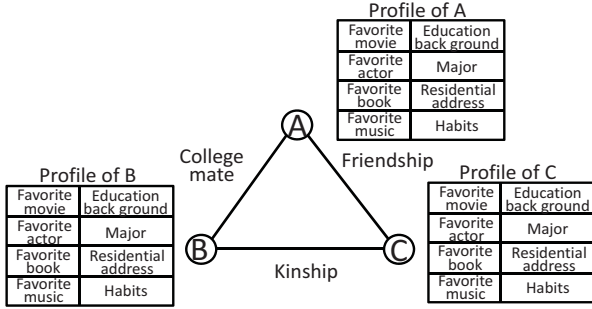 Profile of A
Favorite movie
Education back ground
Favorite actor
Major
Favorite book
Residential address
Favorite music
Habits
A
College mate
Friendship
Profile of B
Favorite movie
Education back ground
Favorite actor
Major
Favorite book
Residential address
Favorite music
Habits
Profile of C
Favorite movie
Education back ground
Favorite actor
Major
Favorite book
Residential address
Favorite music
Habits
B
C
Kinship